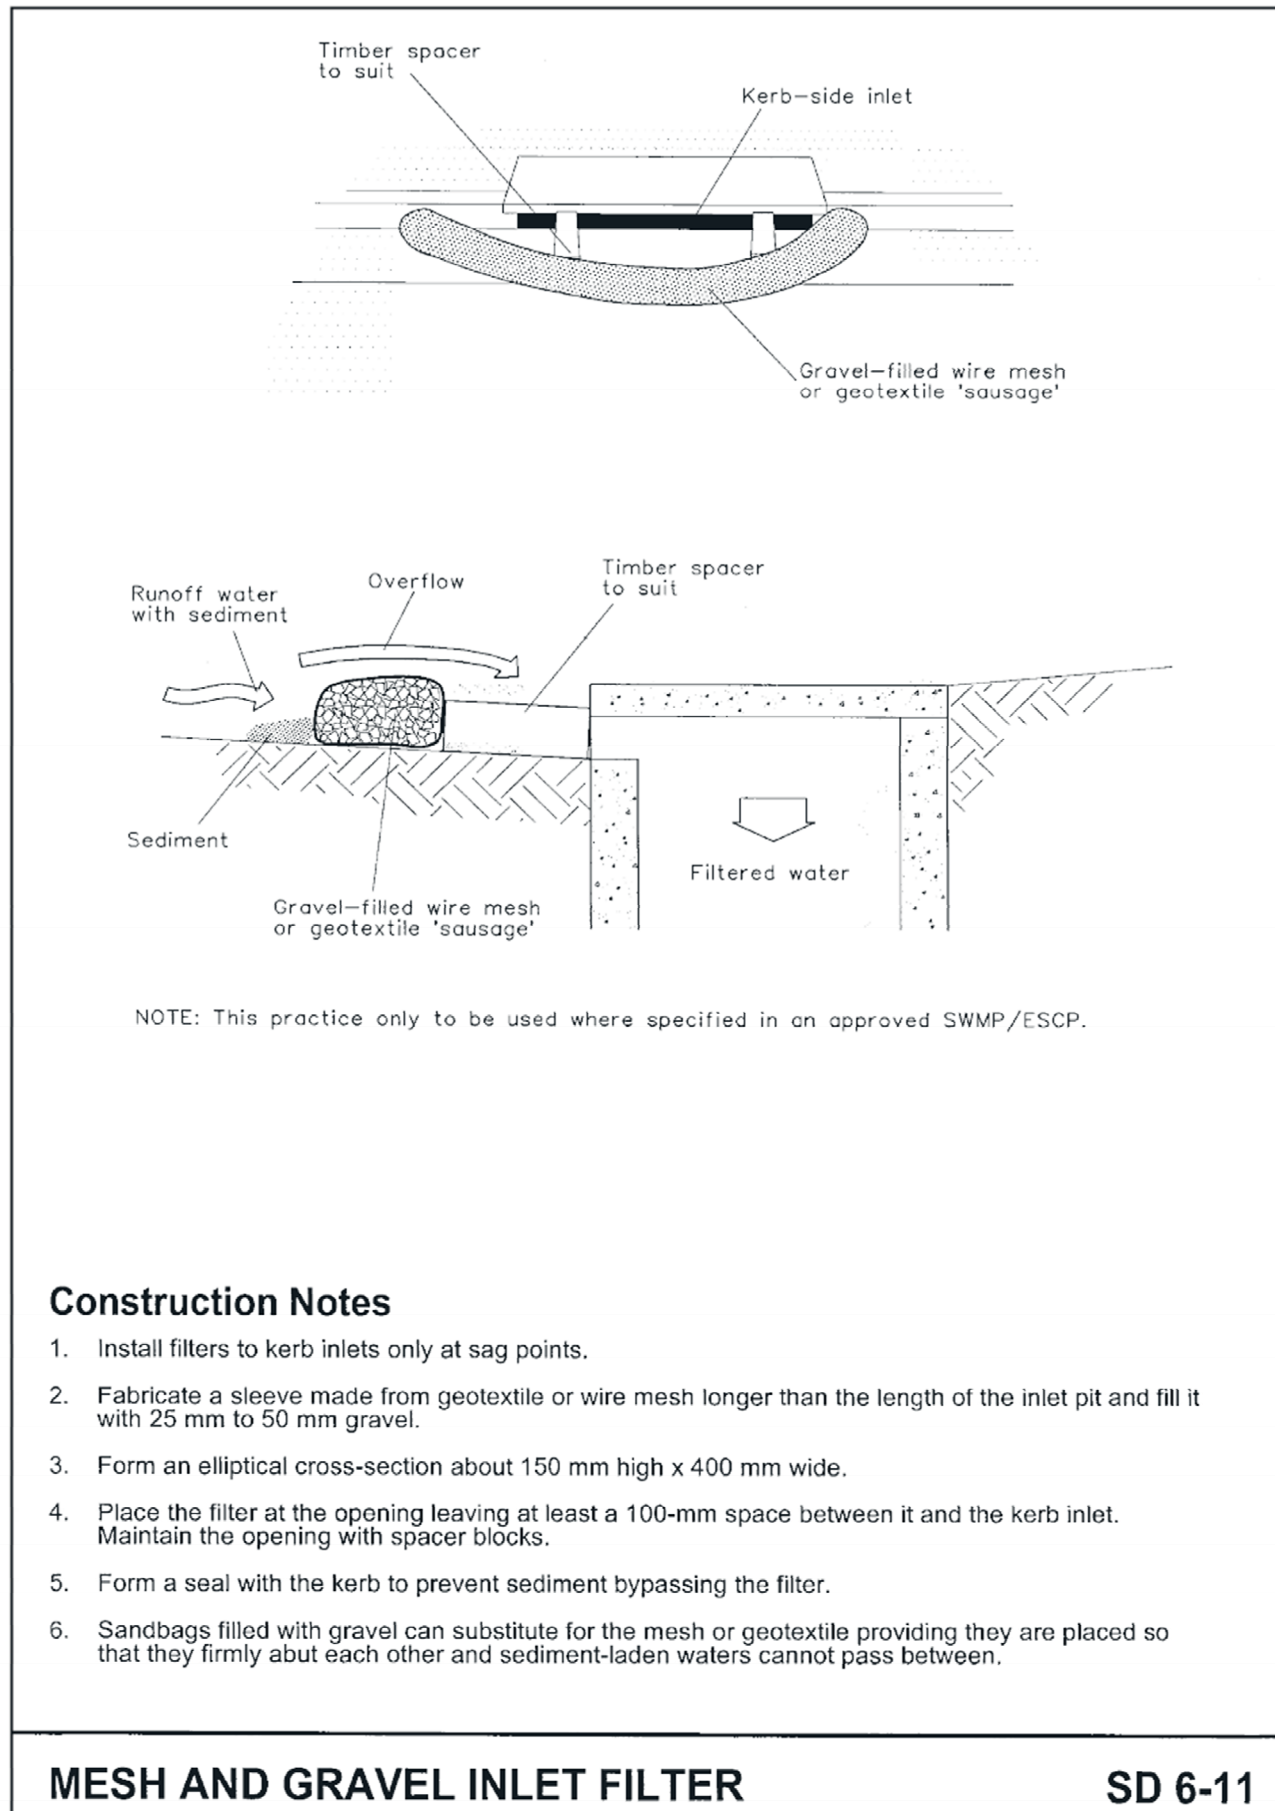 Timber spacer
to suit
Kerb-side inlet
Gravel-filled wire mesh
or geotextile 'sausage'
Runoff water
with sediment
Overflow
Timber spacer
to suit
Sediment
Filtered water
Gravel-filled wire mesh
or geotextile 'sausage'
NOTE: This practice only to be used where specified in an approved SWMP/ESCP.
Construction Notes
1. Install filters to kerb inlets only at sag points.
2. Fabricate a sleeve made from geotextile or wire mesh longer than the length of the inlet pit and fill it
with 25 mm to 50 mm gravel.
3. Form an elliptical cross-section about 150 mm high x 400 mm wide.
4. Place the filter at the opening leaving at least a 100-mm space between it and the kerb inlet.
Maintain the opening with spacer blocks.
5. Form a seal with the kerb to prevent sediment bypassing the filter.
6. Sandbags filled with gravel can substitute for the mesh or geotextile providing they are placed so
that they firmly abut each other and sediment-laden waters cannot pass between.
MESH AND GRAVEL INLET FILTER
SD 6-11